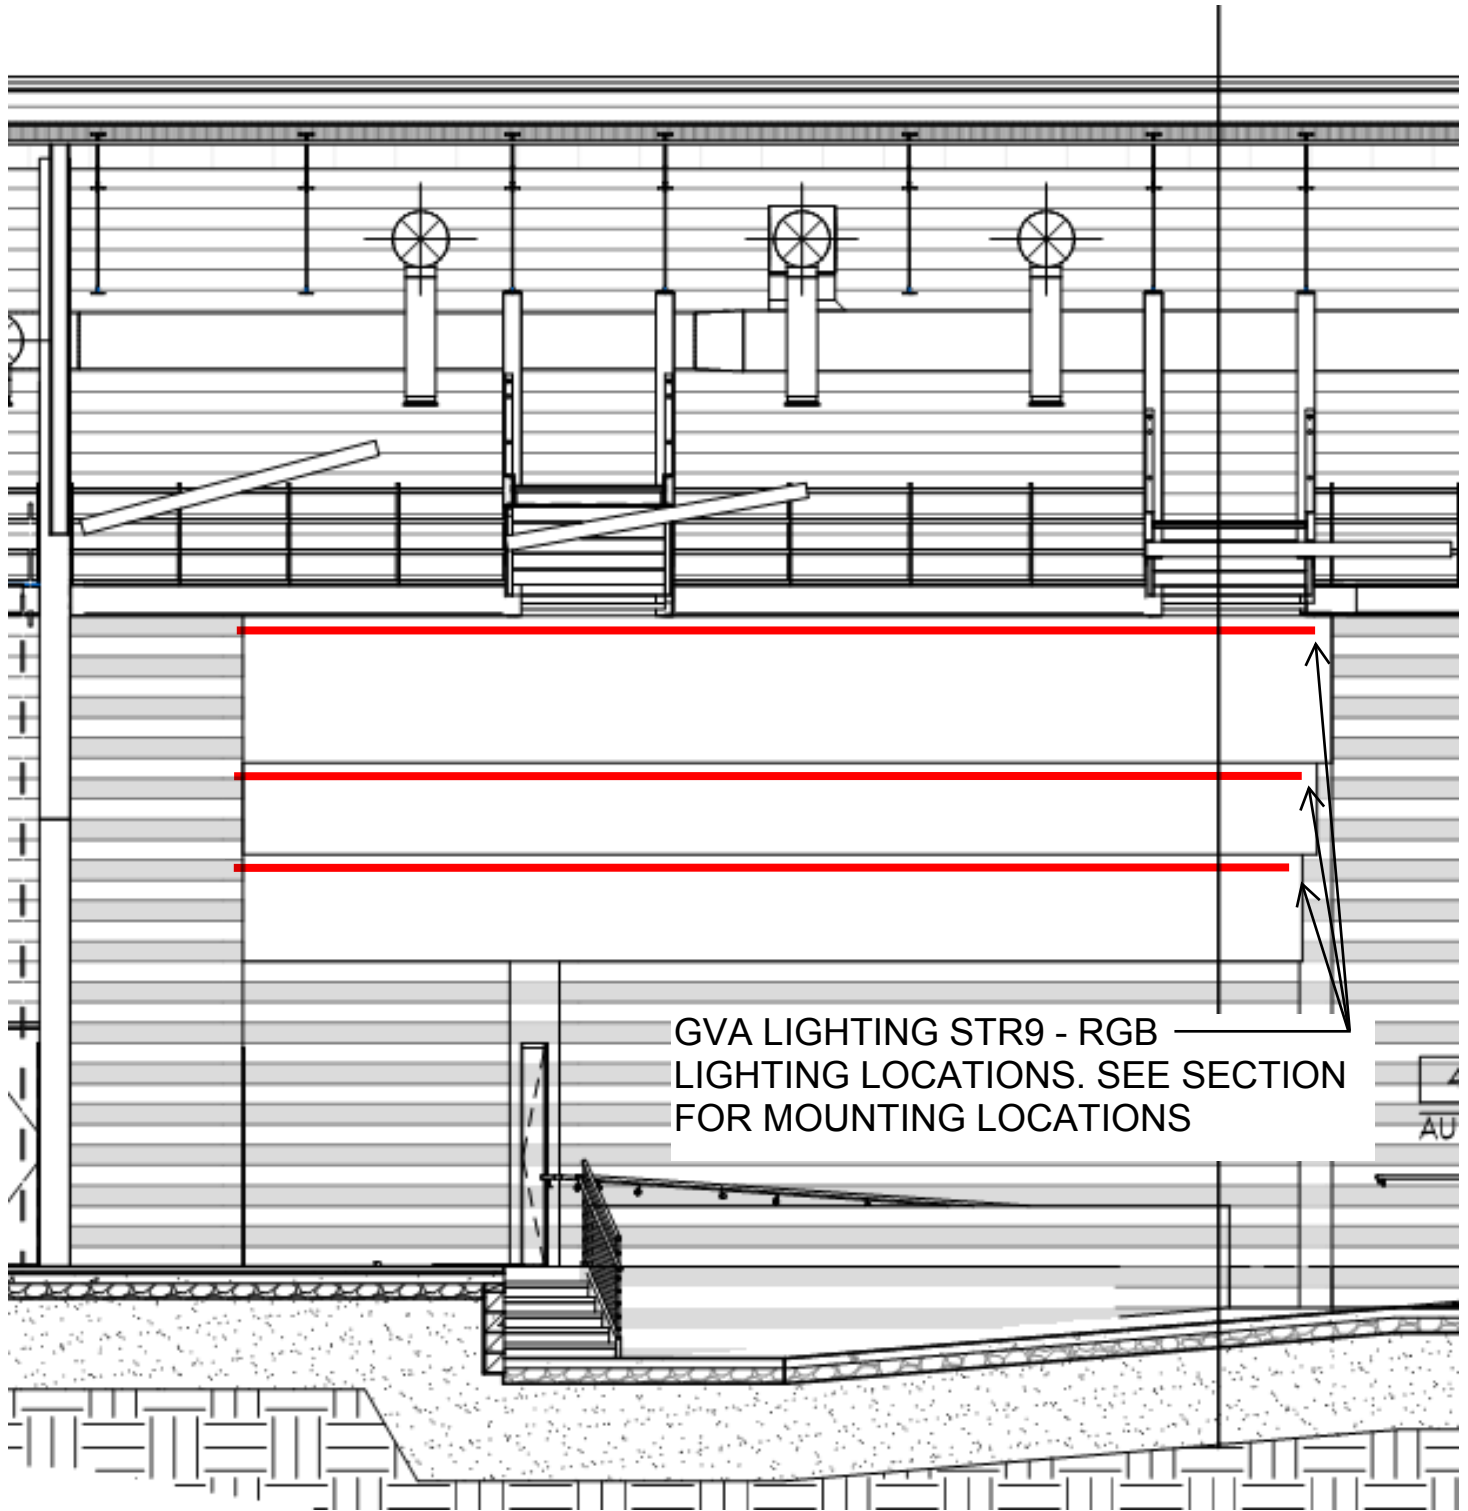 GVA LIGHTING STR9 - RGB
LIGHTING LOCATIONS. SEE SECTION
FOR MOUNTING LOCATIONS
AU